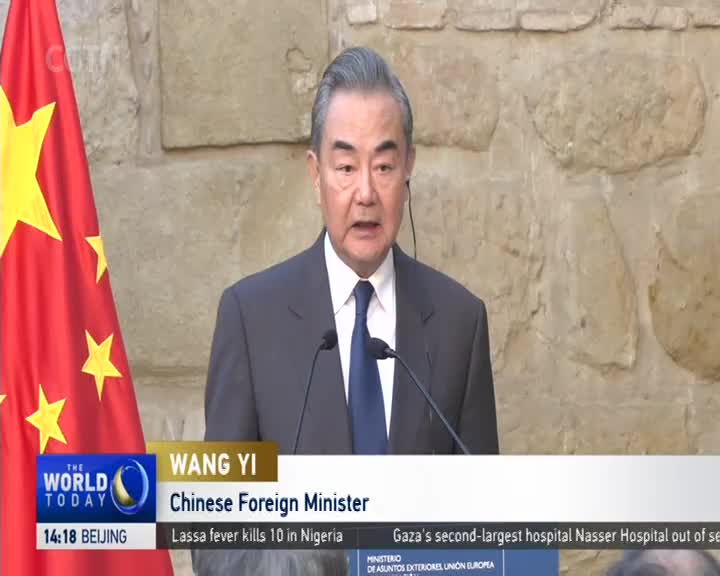 CGTN
WANG YI
THE
WORLD
TODAY
Chinese Foreign Minister
14:18 BEIJING
Lassa fever kills 10 in Nigeria
Gaza's second-largest hospital Nasser Hospital out of se
MINISTERIO
DE ASUNTOS EXTERIORES, UNIÓN EUROPEA